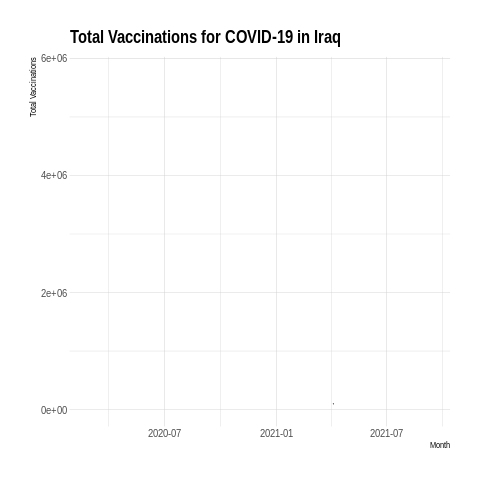 Total Vaccinations for COVID-19 in Iraq
Total Vaccinations
6e+06
4e+06
2e+06
0e+00
2020-07 2021-01 2021-07
Month